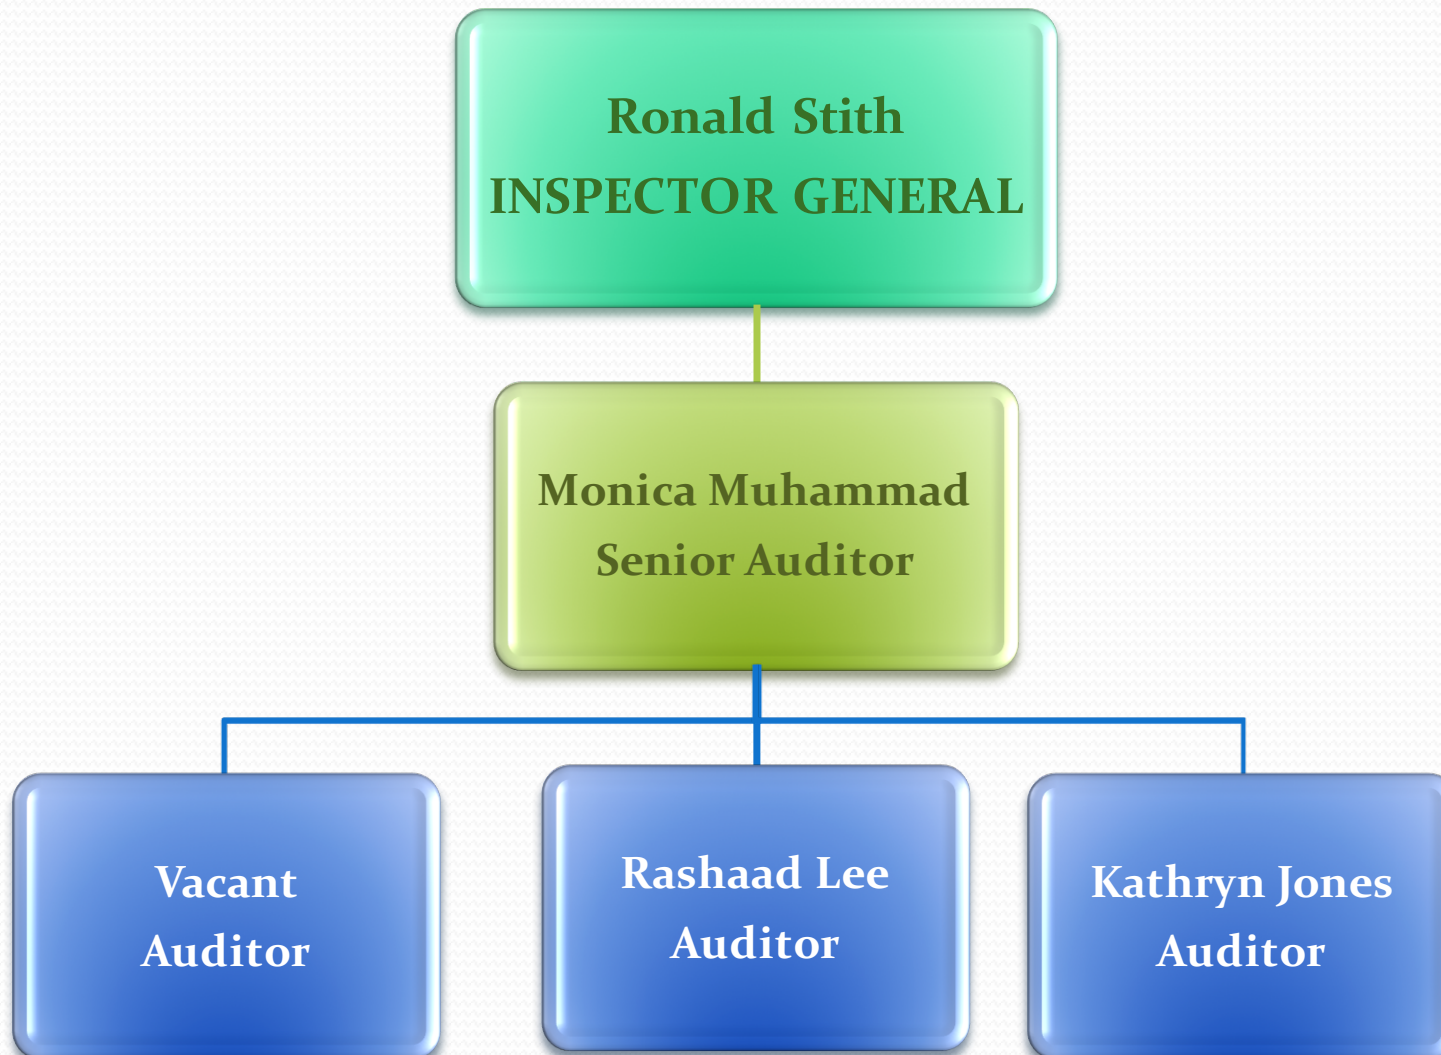 Ronald Stith
INSPECTOR GENERAL
Monica Muhammad
Senior Auditor
Vacant
Auditor
Rashaad Lee
Auditor
Kathryn Jones
Auditor